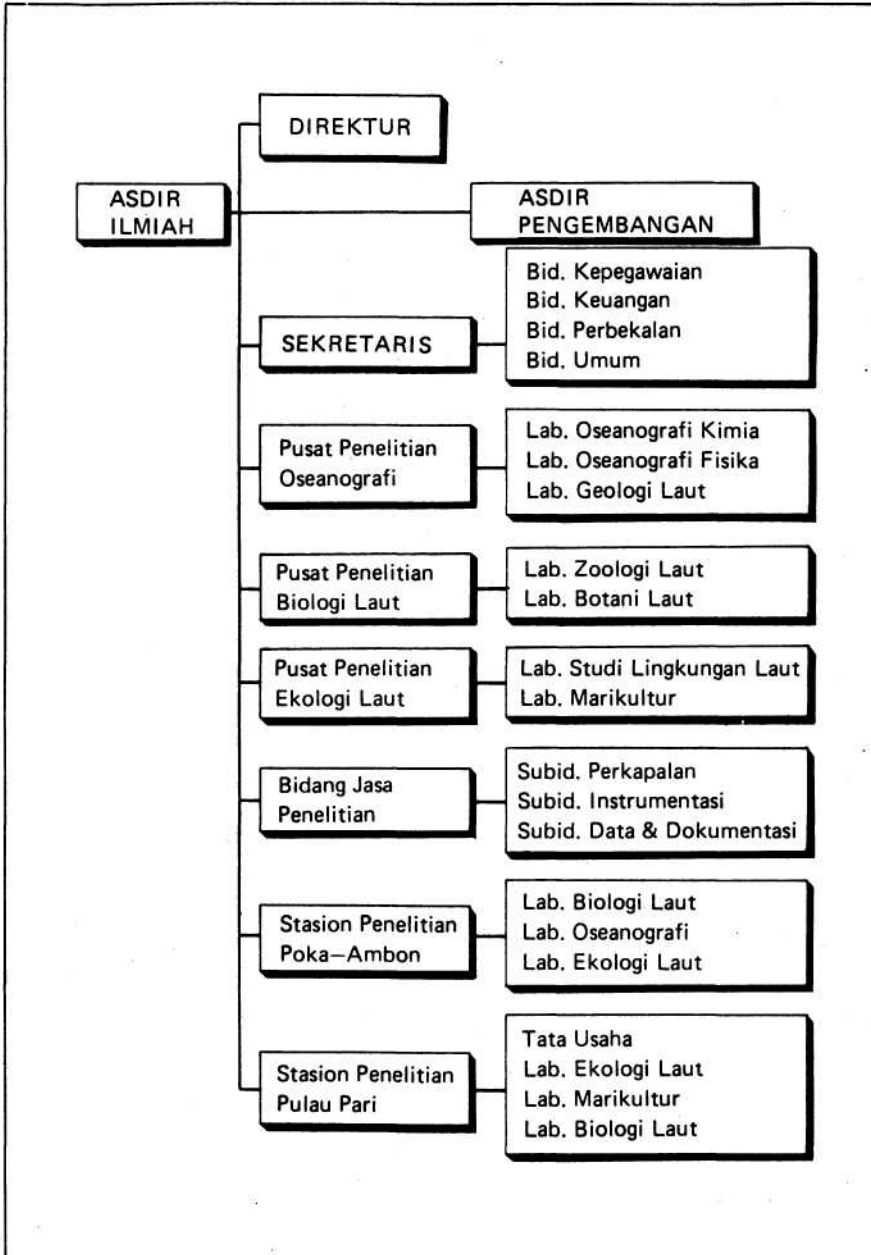 DIREKTUR
ASDIR
ILMIAH
ASDIR
PENGEMBANGAN
SEKRETARIS
Bid. Kepegawaian
Bid. Keuangan
Bid. Perbekalan
Bid. Umum
Pusat Penelitian
Oseanografi
Lab. Oseanografi Kimia
Lab. Oseanografi Fisika
Lab. Geologi Laut
Pusat Penelitian
Biologi Laut
Lab. Zoologi Laut
Lab. Botani Laut
Pusat Penelitian
Ekologi Laut
Lab. Studi Lingkungan Laut
Lab. Marikultur
Bidang Jasa
Penelitian
Subid. Perkapalan
Subid. Instrumentasi
Subid. Data & Dokumentasi
Stasion Penelitian
Poka–Ambon
Lab. Biologi Laut
Lab. Oseanografi
Lab. Ekologi Laut
Stasion Penelitian
Pulau Pari
Tata Usaha
Lab. Ekologi Laut
Lab. Marikultur
Lab. Biologi Laut